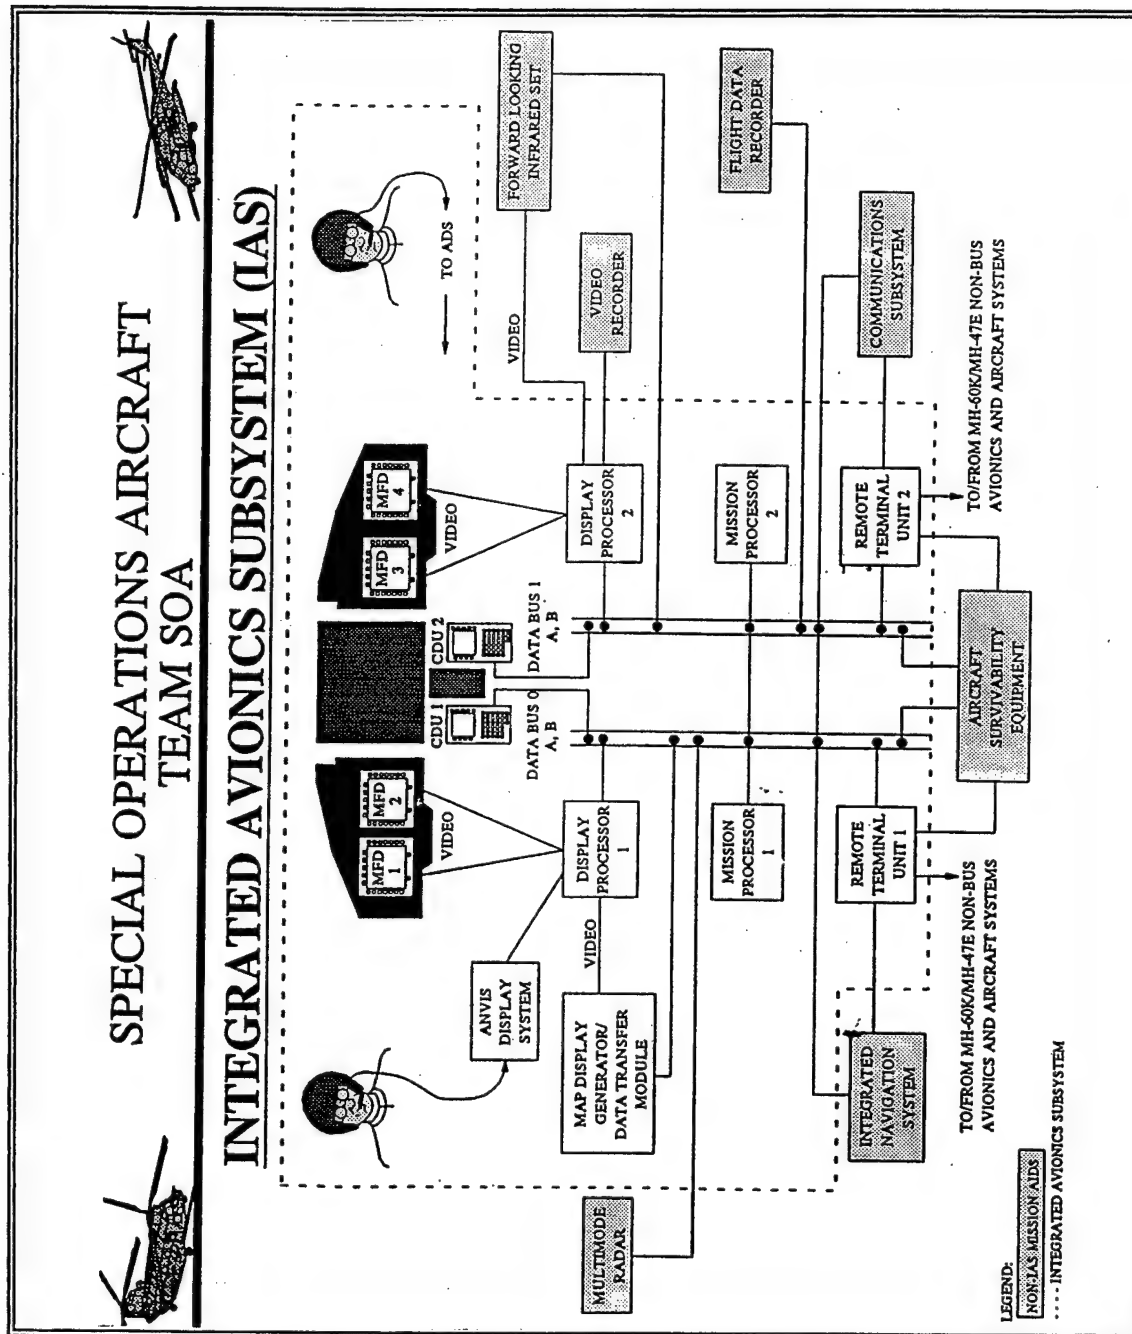 SPECIAL OPERATIONS AIRCRAFT
TEAM SOA
INTEGRATED AVIONICS SUBSYSTEM (IAS)
TO ADS
MFD
1
MFD
2
VIDEO
CDU 1
CDU 2
MFD
3
MFD
4
VIDEO
FORWARD LOOKING
INFRARED SET
VIDEO
ANVIS
DISPLAY
SYSTEM
DATA BUS 0
A, B
DATA BUS 1
A, B
VIDEO
RECORDER
MULTIMODE
RADAR
MAP DISPLAY
GENERATOR/
DATA TRANSFER
MODULE
VIDEO
DISPLAY
PROCESSOR
1
DISPLAY
PROCESSOR
2
MISSION
PROCESSOR
1
MISSION
PROCESSOR
2
FLIGHT DATA
RECORDER
INTEGRATED
NAVIGATION
SYSTEM
REMOTE
TERMINAL
UNIT 1
REMOTE
TERMINAL
UNIT 2
COMMUNICATIONS
SUBSYSTEM
TO/FROM MH-60K/MH-47E NON-BUS
AVIONICS AND AIRCRAFT SYSTEMS
AIRCRAFT
SURVIVABILITY
EQUIPMENT
TO/FROM MH-60K/MH-47E NON-BUS
AVIONICS AND AIRCRAFT SYSTEMS
LEGEND:
NON-IAS MISSION AIDS
- - - - INTEGRATED AVIONICS SUBSYSTEM